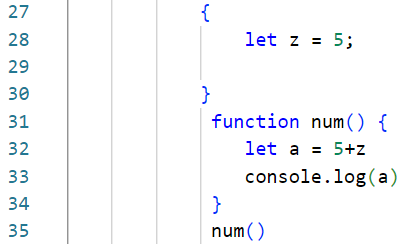 27 {
28 let z = 5;
29
30 }
31 function num() {
32 let a = 5+z
33 console.log(a)
34 }
35 num()